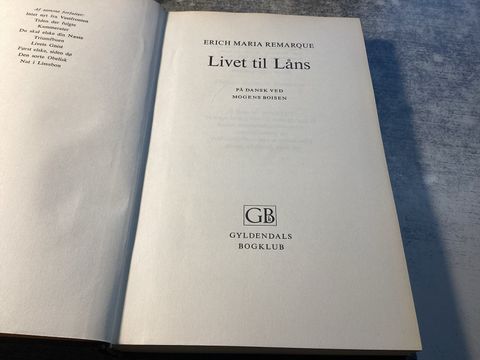 Af samme forfatter:
Intet nyt fra Vestfronten
Tiden der fulgte
Kammerater
Du skal elske din Næste
Triumfbuen
Livets Gnist
Først elske, siden dø
Den sorte Obelisk
Nat i Lissabon
ERICH MARIA REMARQUE
Livet til Låns
PÅ DANSK VED
MOGENS BOISEN
GB
GYLDENDALS
BOGKLUB